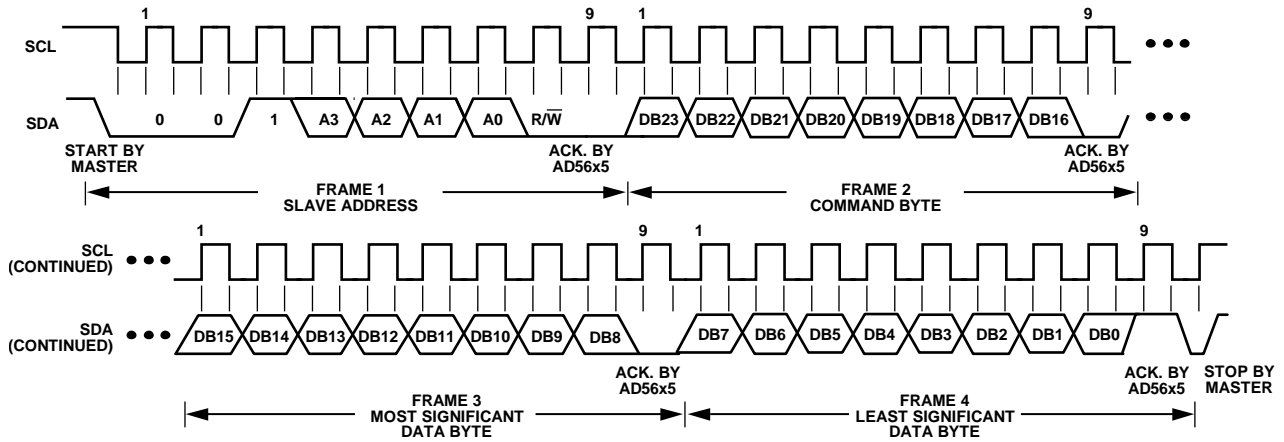 1 9 1 9
SCL
SDA 0 0 1 A3 A2 A1 A0 R/W̅ DB23 DB22 DB21 DB20 DB19 DB18 DB17 DB16
START BY
MASTER
ACK. BY
AD56x5
ACK. BY
AD56x5
FRAME 1
SLAVE ADDRESS
FRAME 2
COMMAND BYTE
1 9 1 9
SCL
(CONTINUED)
SDA
(CONTINUED)
DB15 DB14 DB13 DB12 DB11 DB10 DB9 DB8 DB7 DB6 DB5 DB4 DB3 DB2 DB1 DB0
ACK. BY
AD56x5
ACK. BY
AD56x5
STOP BY
MASTER
FRAME 3
MOST SIGNIFICANT
DATA BYTE
FRAME 4
LEAST SIGNIFICANT
DATA BYTE